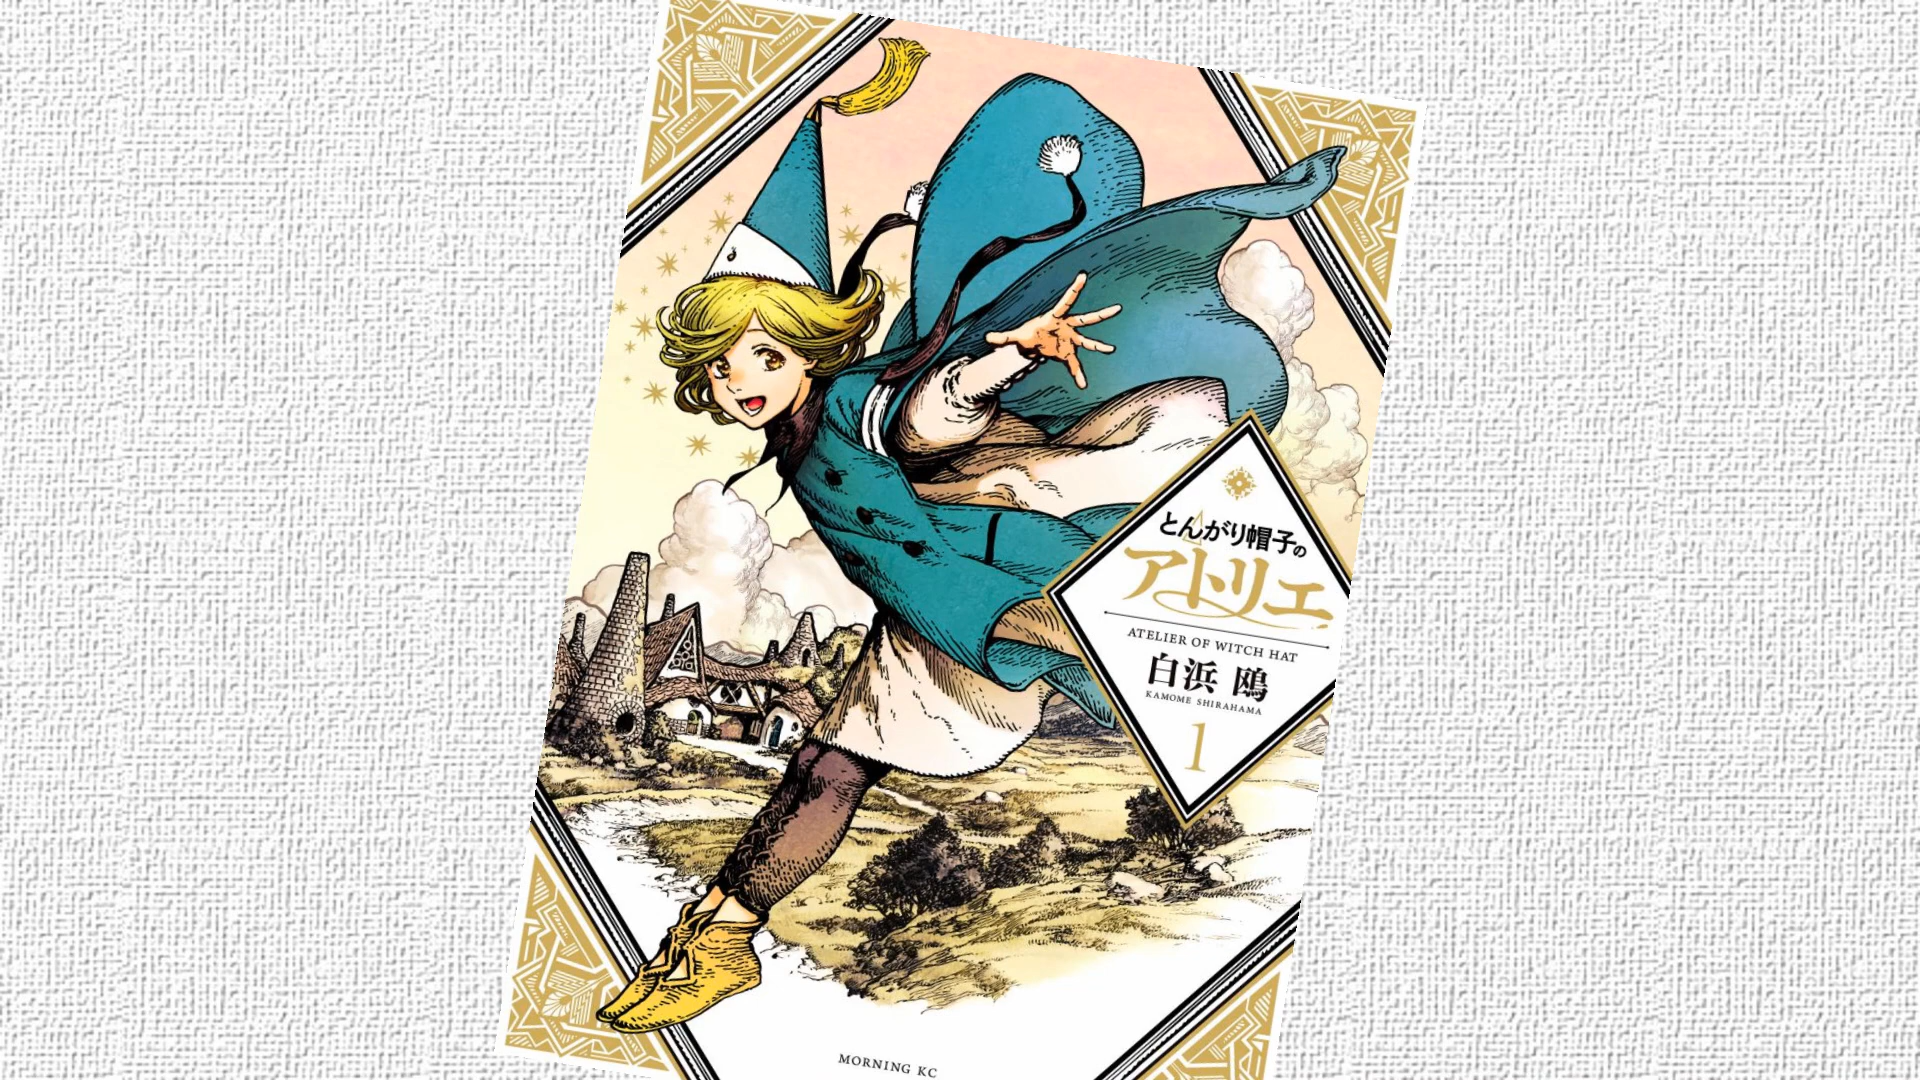 とんがり帽子の
アトリエ
ATELIER OF WITCH HAT
白浜 鴎
KAMOME SHIRAHAMA
1
MORNING KC